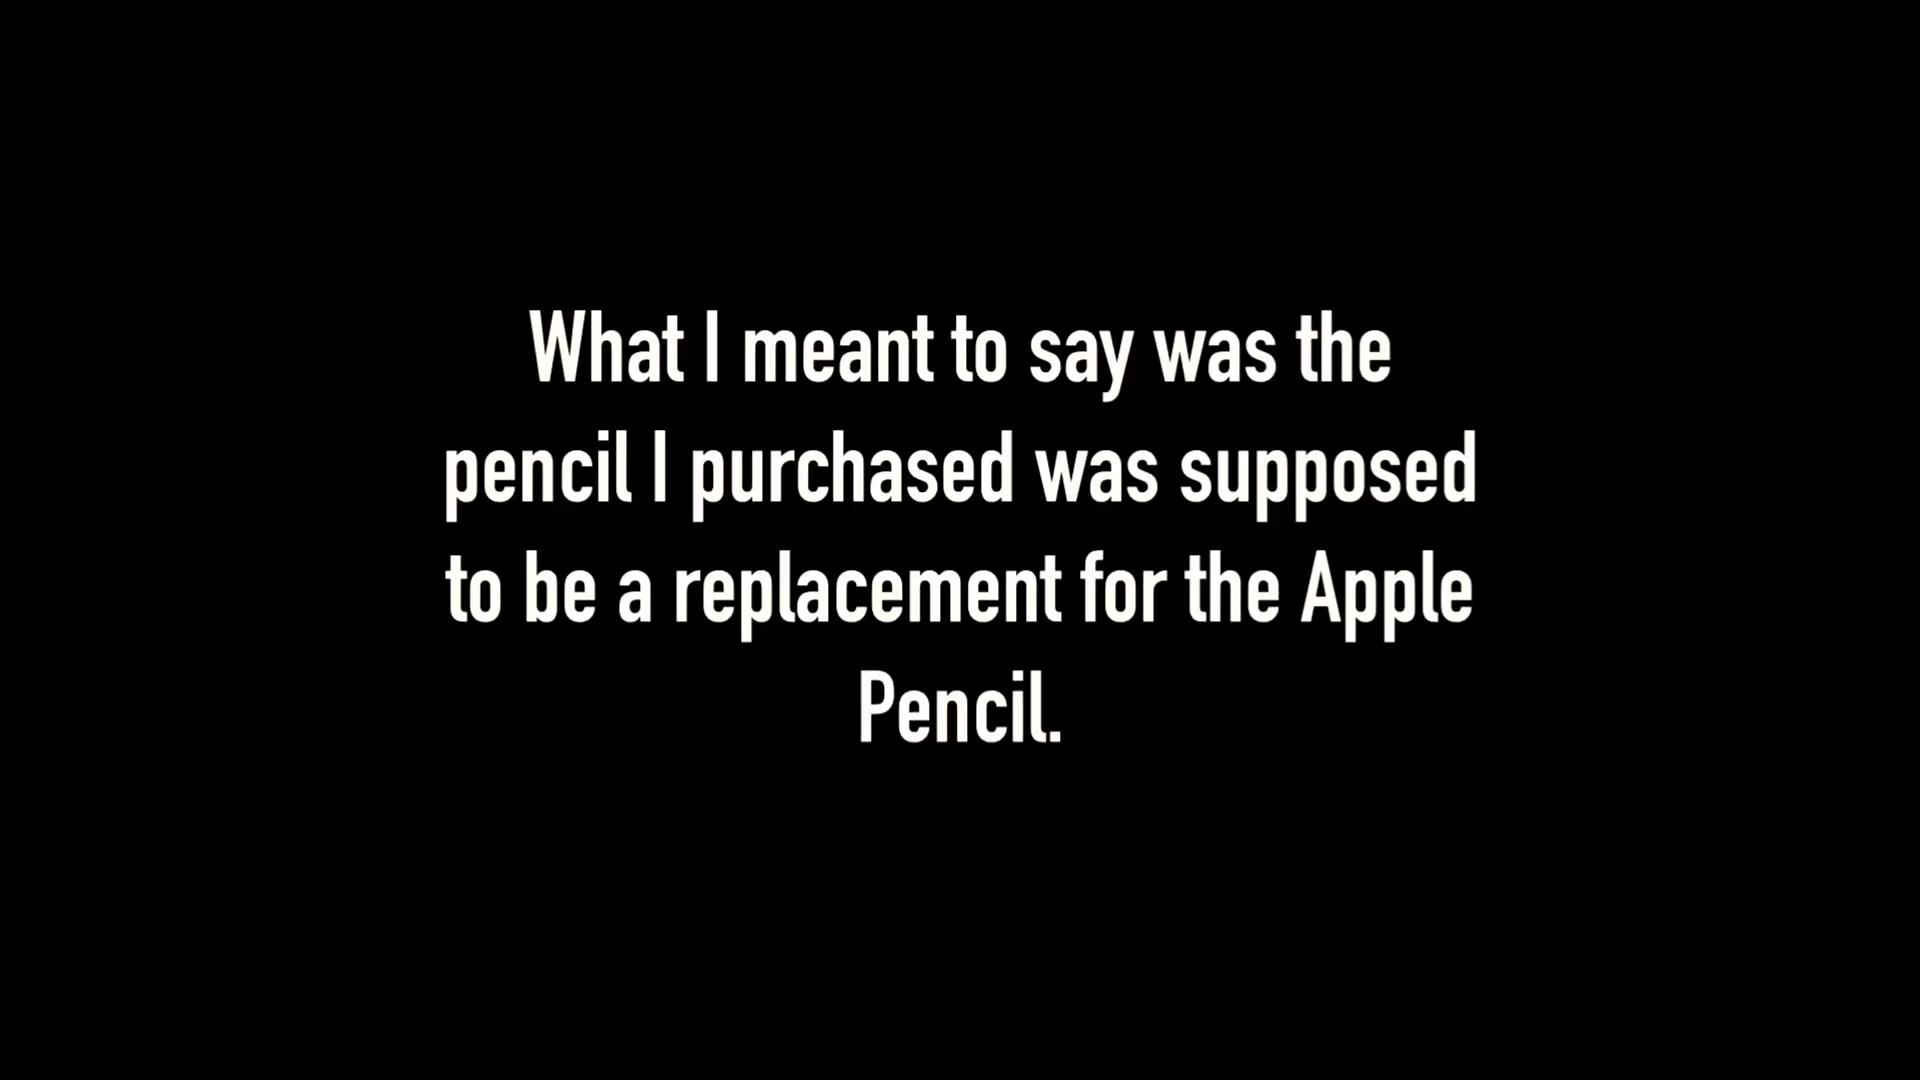 What I meant to say was the
pencil I purchased was supposed
to be a replacement for the Apple
Pencil.